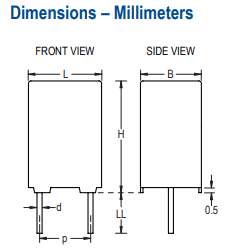 Dimensions – Millimeters
FRONT VIEW
SIDE VIEW
L
B
H
d
LL
0.5
p